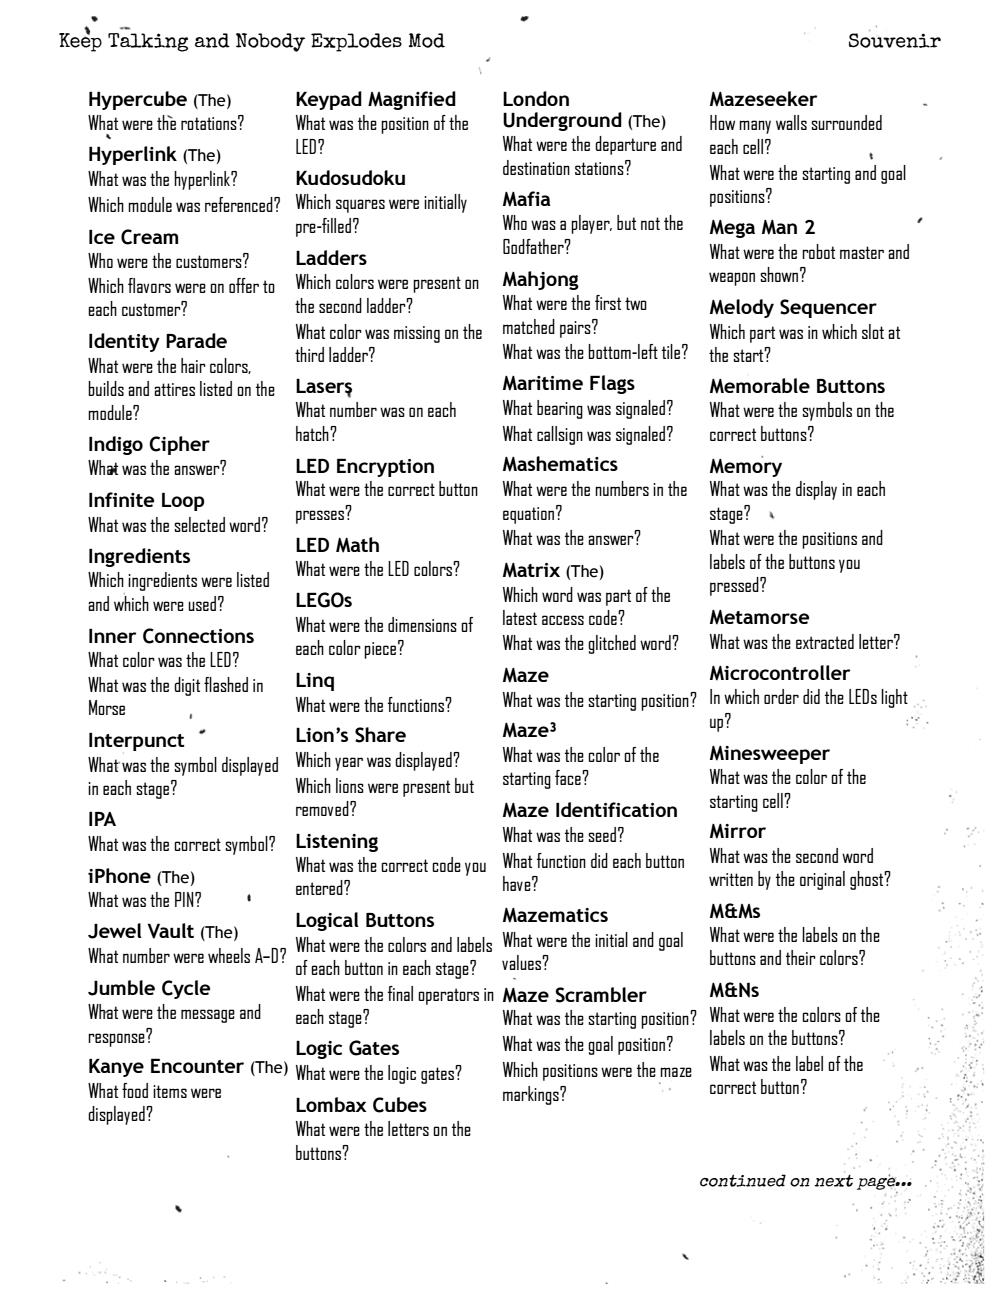 Keep Talking and Nobody Explodes Mod
Souvenir
Hypercube (The)
What were the rotations?
Hyperlink (The)
What was the hyperlink?
Which module was referenced?
Ice Cream
Who were the customers?
Which flavors were on offer to
each customer?
Identity Parade
What were the hair colors,
builds and attires listed on the
module?
Indigo Cipher
What was the answer?
Infinite Loop
What was the selected word?
Ingredients
Which ingredients were listed
and which were used?
Inner Connections
What color was the LED?
What was the digit flashed in
Morse
Interpunct
What was the symbol displayed
in each stage?
IPA
What was the correct symbol?
iPhone (The)
What was the PIN?
Jewel Vault (The)
What number were wheels A–D?
Jumble Cycle
What were the message and
response?
Kanye Encounter (The)
What food items were
displayed?
Keypad Magnified
What was the position of the
LED?
Kudosudoku
Which squares were initially
pre-filled?
Ladders
Which colors were present on
the second ladder?
What color was missing on the
third ladder?
Lasers
What number was on each
hatch?
LED Encryption
What were the correct button
presses?
LED Math
What were the LED colors?
LEGOs
What were the dimensions of
each color piece?
Linq
What were the functions?
Lion’s Share
Which year was displayed?
Which lions were present but
removed?
Listening
What was the correct code you
entered?
Logical Buttons
What were the colors and labels
of each button in each stage?
What were the final operators in
each stage?
Logic Gates
What were the logic gates?
Lombax Cubes
What were the letters on the
buttons?
London
Underground (The)
What were the departure and
destination stations?
Mafia
Who was a player, but not the
Godfather?
Mahjong
What were the first two
matched pairs?
What was the bottom-left tile?
Maritime Flags
What bearing was signaled?
What callsign was signaled?
Mashematics
What were the numbers in the
equation?
What was the answer?
Matrix (The)
Which word was part of the
latest access code?
What was the glitched word?
Maze
What was the starting position?
Maze³
What was the color of the
starting face?
Maze Identification
What was the seed?
What function did each button
have?
Mazematics
What were the initial and goal
values?
Maze Scrambler
What was the starting position?
What was the goal position?
Which positions were the maze
markings?
Mazeseeker
How many walls surrounded
each cell?
What were the starting and goal
positions?
Mega Man 2
What were the robot master and
weapon shown?
Melody Sequencer
Which part was in which slot at
the start?
Memorable Buttons
What were the symbols on the
correct buttons?
Memory
What was the display in each
stage?
What were the positions and
labels of the buttons you
pressed?
Metamorse
What was the extracted letter?
Microcontroller
In which order did the LEDs light
up?
Minesweeper
What was the color of the
starting cell?
Mirror
What was the second word
written by the original ghost?
M&Ms
What were the labels on the
buttons and their colors?
M&Ns
What were the colors of the
labels on the buttons?
What was the label of the
correct button?
continued on next page...